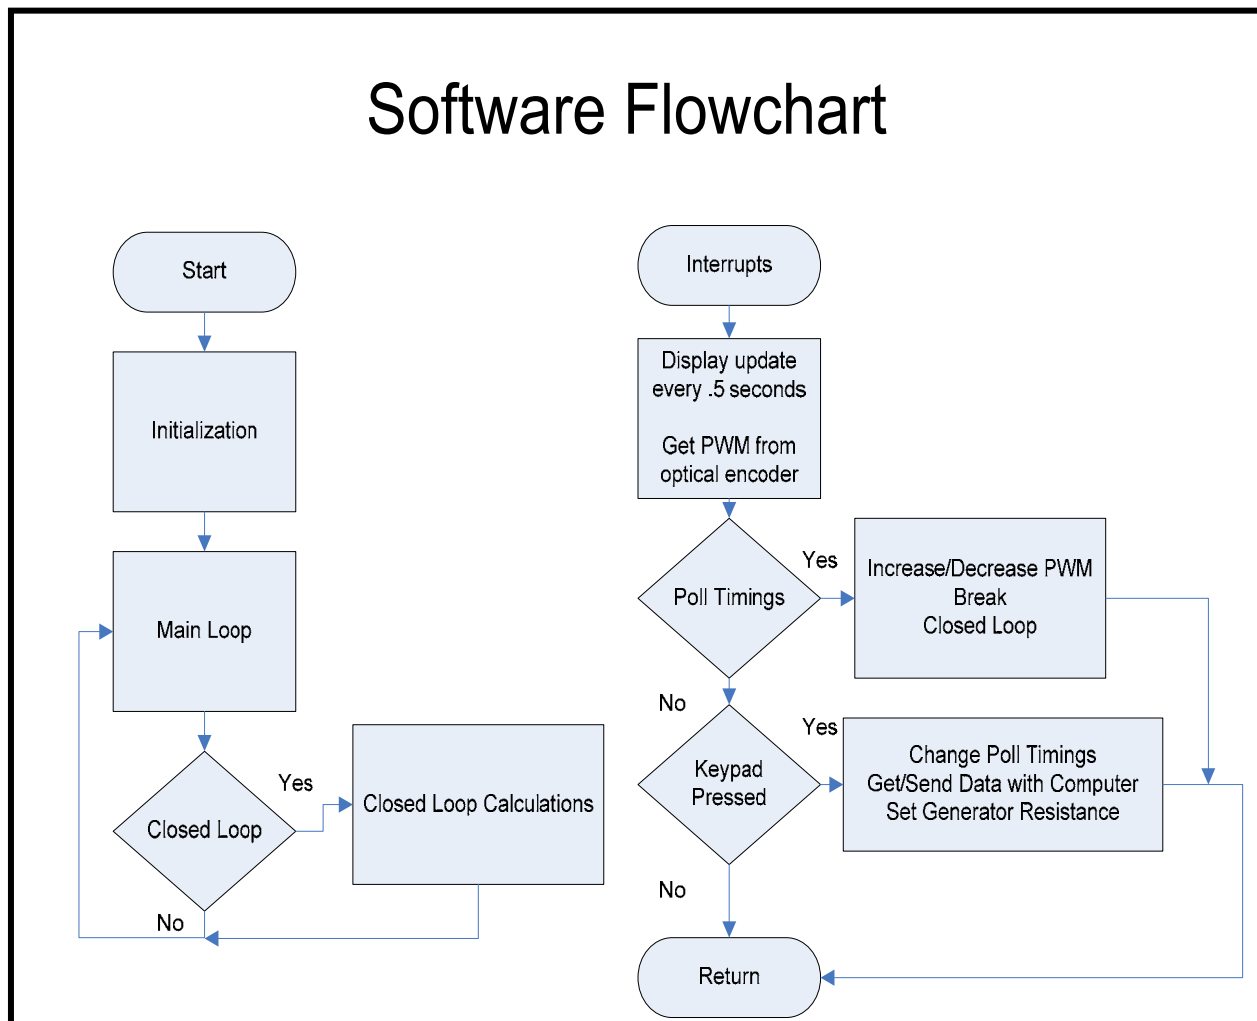 Software Flowchart
Start
Initialization
Main Loop
Closed Loop
Yes
Closed Loop Calculations
No
Interrupts
Display update
every .5 seconds
Get PWM from
optical encoder
Poll Timings
Yes
Increase/Decrease PWM
Break
Closed Loop
No
Keypad
Pressed
Yes
Change Poll Timings
Get/Send Data with Computer
Set Generator Resistance
No
Return